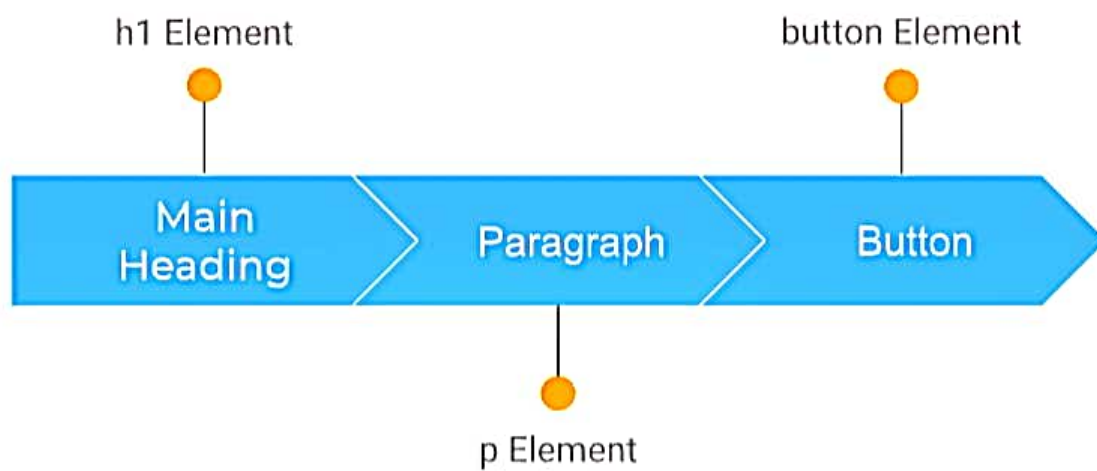 h1 Element
button Element
Main
Heading
Paragraph
Button
p Element